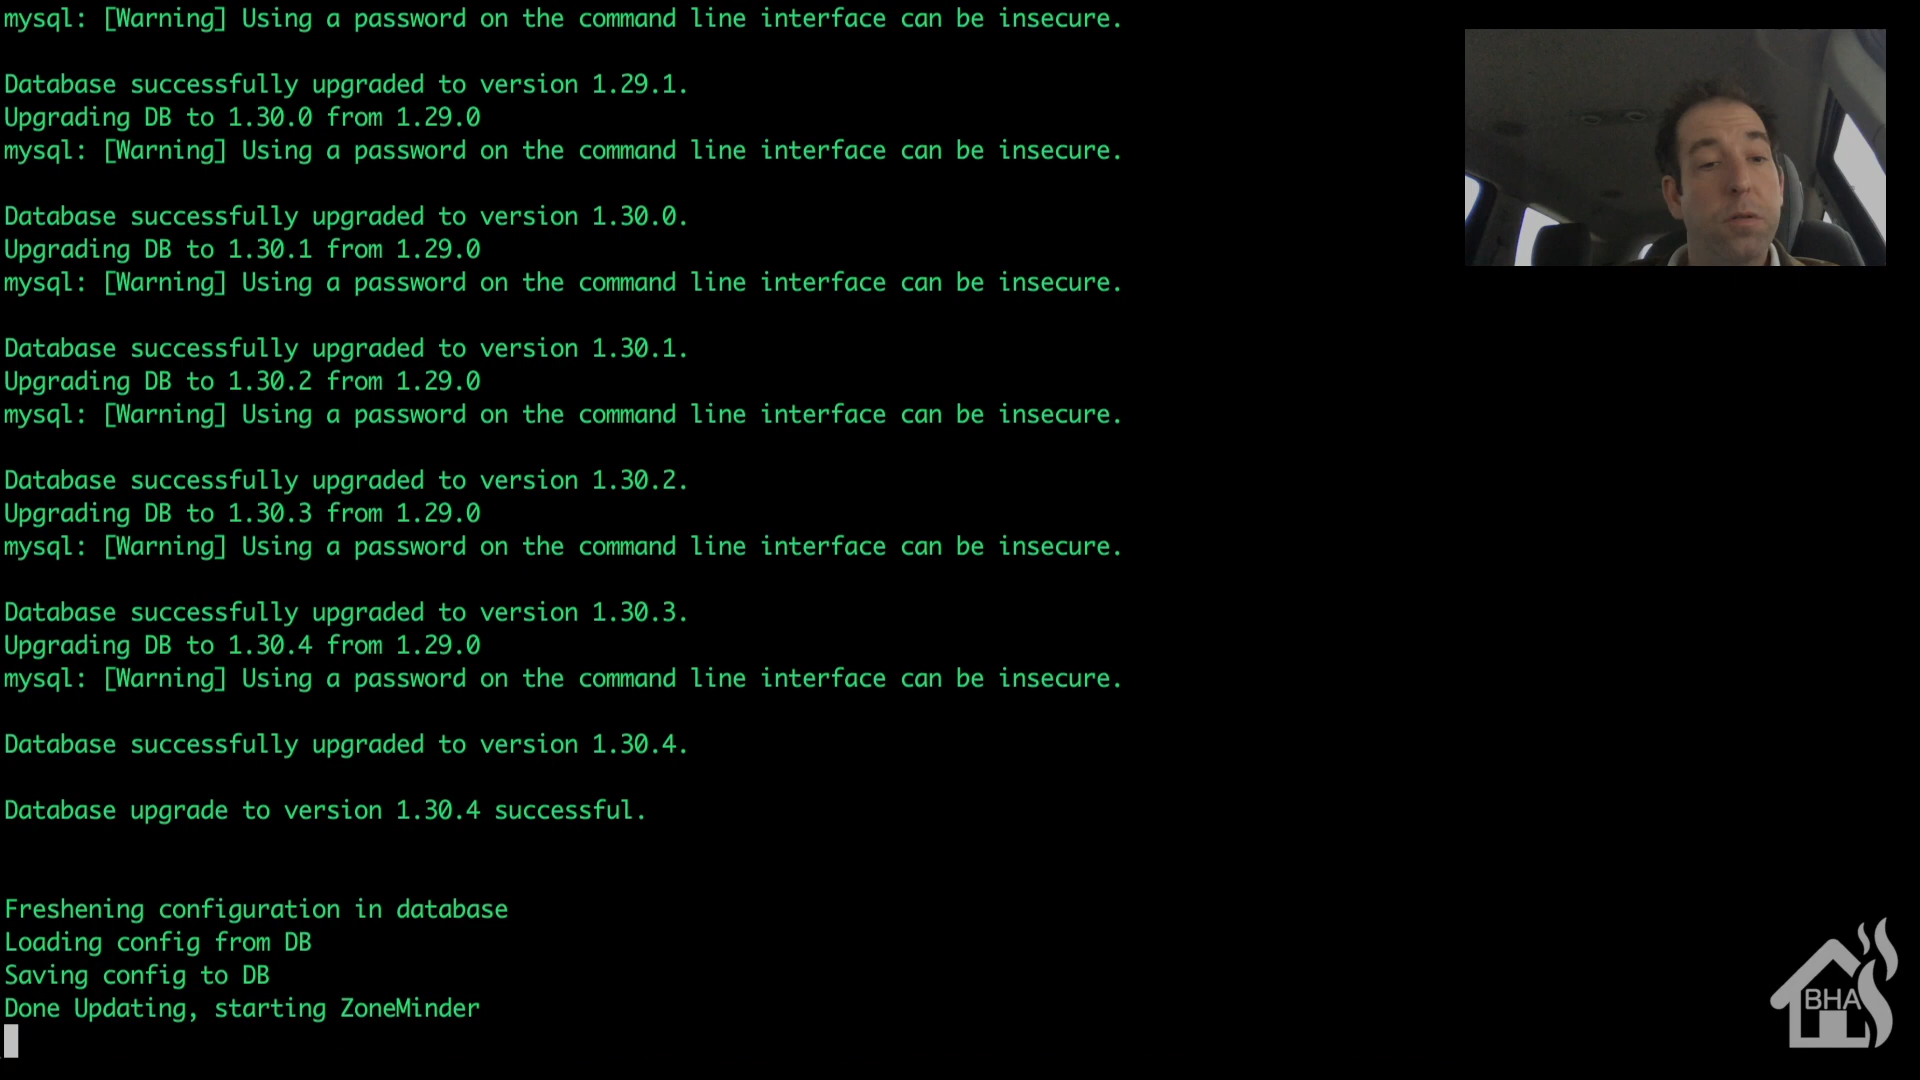 mysql: [Warning] Using a password on the command line interface can be insecure.
Database successfully upgraded to version 1.29.1.
Upgrading DB to 1.30.0 from 1.29.0
mysql: [Warning] Using a password on the command line interface can be insecure.
Database successfully upgraded to version 1.30.0.
Upgrading DB to 1.30.1 from 1.29.0
mysql: [Warning] Using a password on the command line interface can be insecure.
Database successfully upgraded to version 1.30.1.
Upgrading DB to 1.30.2 from 1.29.0
mysql: [Warning] Using a password on the command line interface can be insecure.
Database successfully upgraded to version 1.30.2.
Upgrading DB to 1.30.3 from 1.29.0
mysql: [Warning] Using a password on the command line interface can be insecure.
Database successfully upgraded to version 1.30.3.
Upgrading DB to 1.30.4 from 1.29.0
mysql: [Warning] Using a password on the command line interface can be insecure.
Database successfully upgraded to version 1.30.4.
Database upgrade to version 1.30.4 successful.
Freshening configuration in database
Loading config from DB
Saving config to DB
Done Updating, starting ZoneMinder
BHA